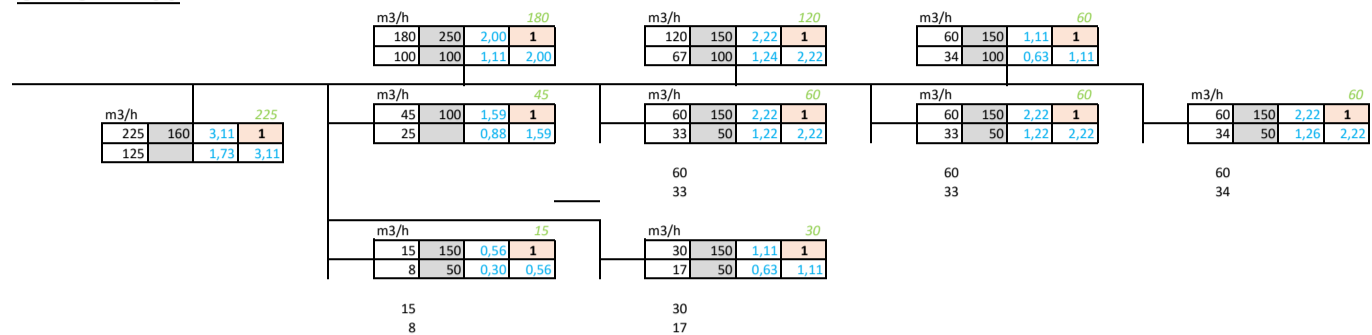 m3/h 180 m3/h 120 m3/h 60
180 250 2,00 1 120 150 2,22 1 60 150 1,11 1
100 100 1,11 2,00 67 100 1,24 2,22 34 100 0,63 1,11
m3/h 45 m3/h 60 m3/h 60 m3/h 60
m3/h 225 45 100 1,59 1 60 150 2,22 1 60 150 2,22 1 60 150 2,22 1
225 160 3,11 1 25 0,88 1,59 33 50 1,22 2,22 33 50 1,22 2,22 34 50 1,26 2,22
125 1,73 3,11
60 60 60
33 33 34
m3/h 15 m3/h 30
15 150 0,56 1 30 150 1,11 1
8 50 0,30 0,56 17 50 0,63 1,11
15 30
8 17